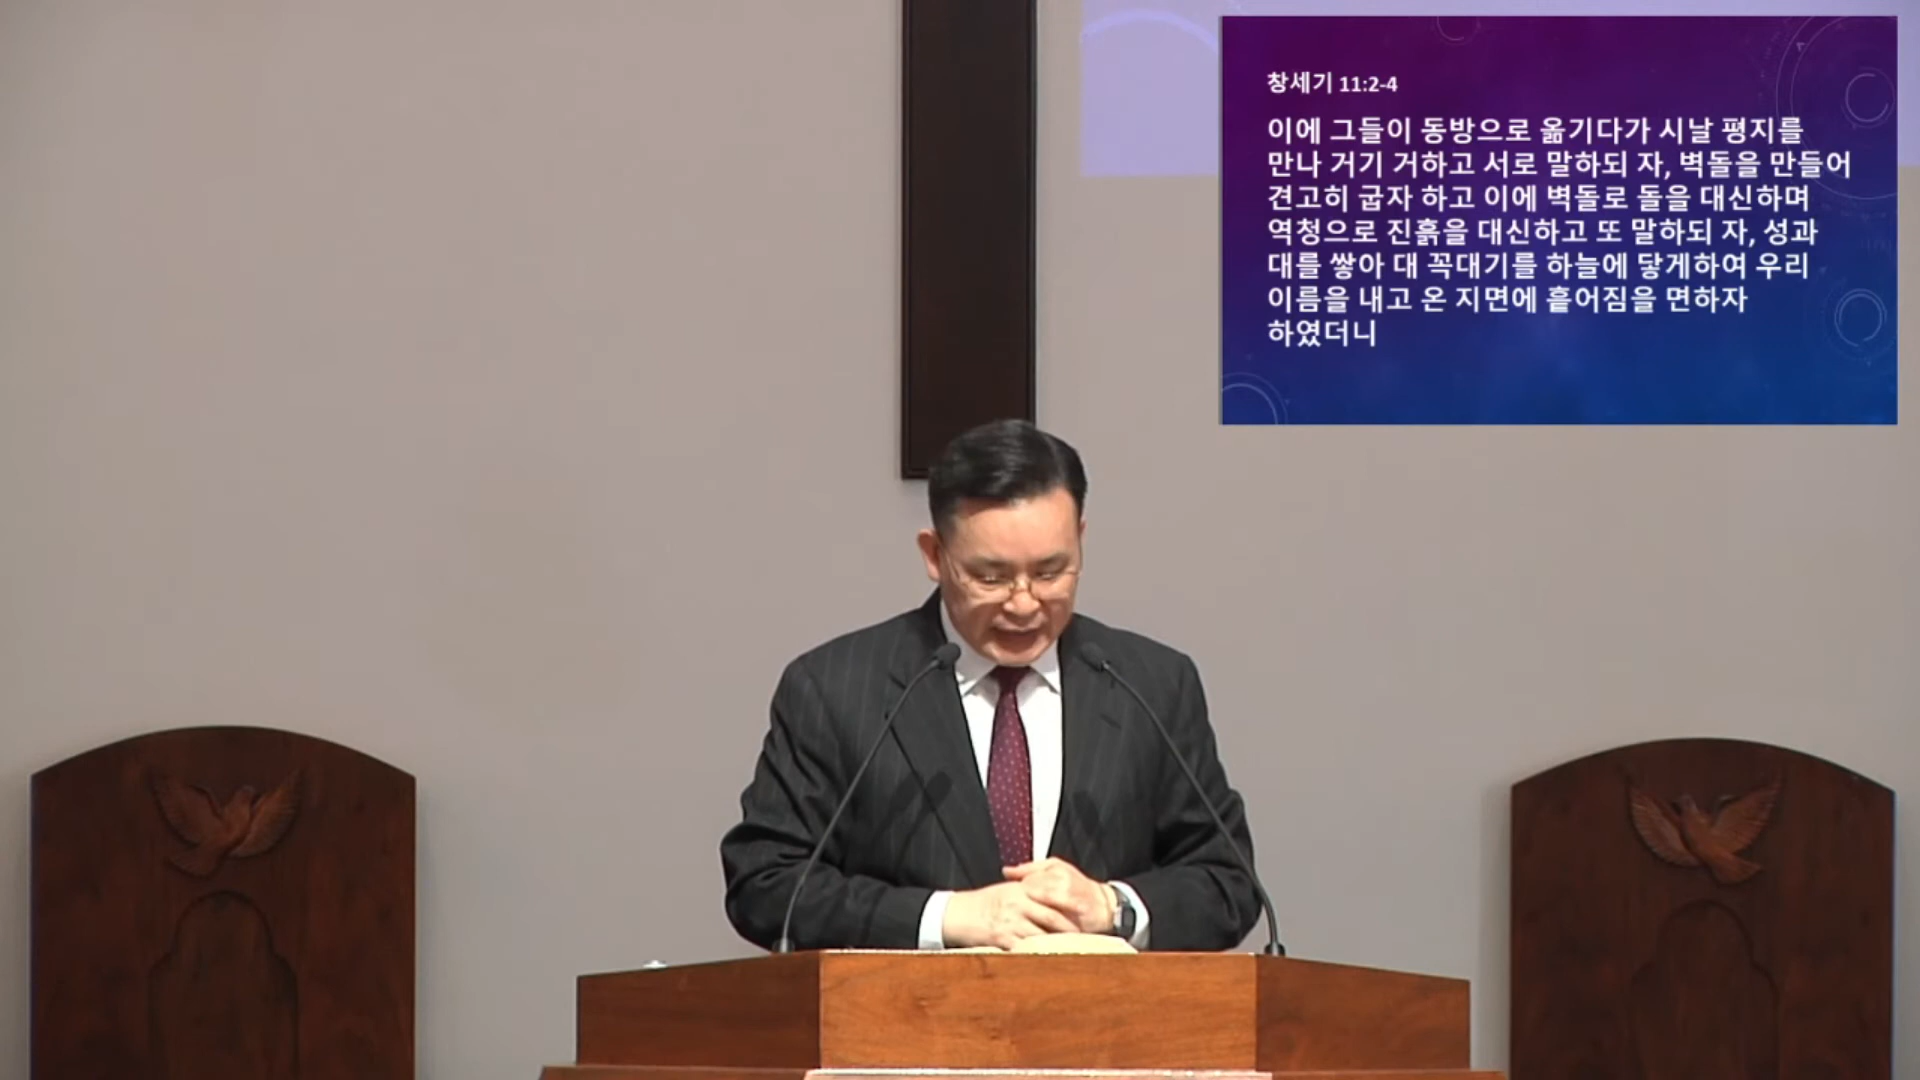 창세기 11:2-4
이에 그들이 동방으로 옮기다가 시날 평지를
만나 거기 거하고 서로 말하되 자, 벽돌을 만들어
견고히 굽자 하고 이에 벽돌로 돌을 대신하며
역청으로 진흙을 대신하고 또 말하되 자, 성과
대를 쌓아 대 꼭대기를 하늘에 닿게하여 우리
이름을 내고 온 지면에 흩어짐을 면하자
하였더니